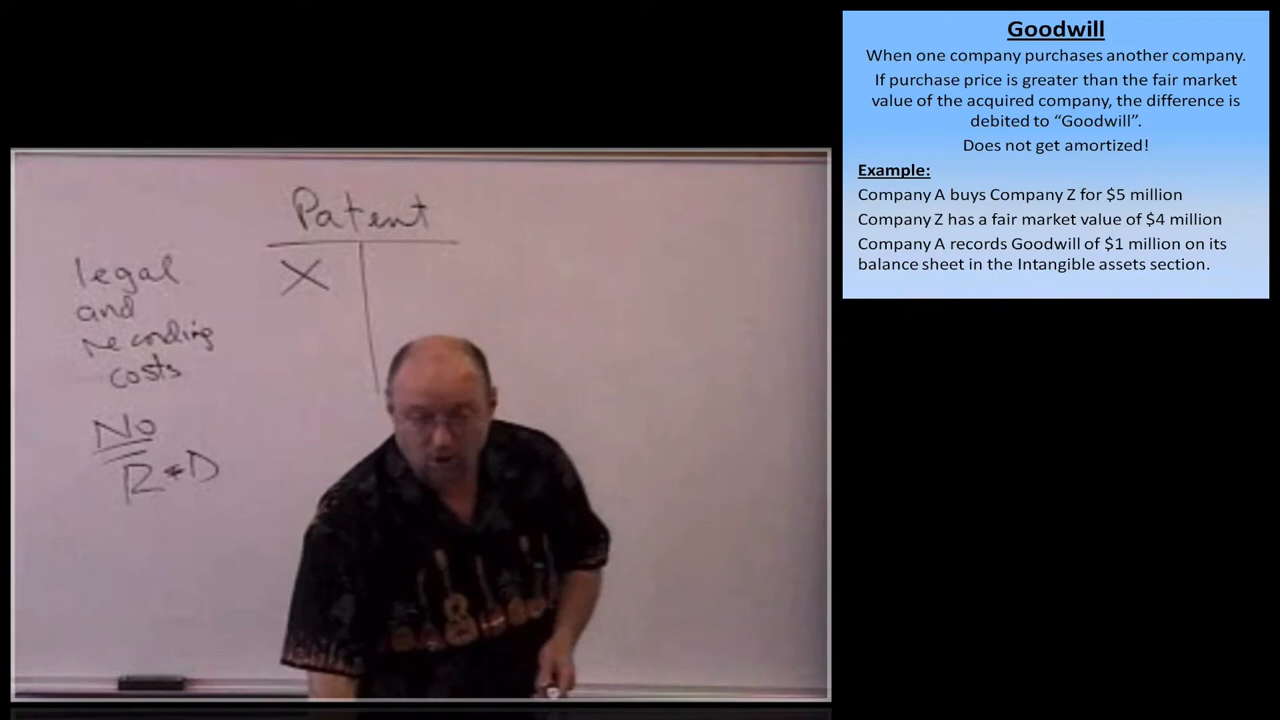 Goodwill
When one company purchases another company.
If purchase price is greater than the fair market
value of the acquired company, the difference is
debited to “Goodwill”.
Does not get amortized!
Example:
Company A buys Company Z for $5 million
Company Z has a fair market value of $4 million
Company A records Goodwill of $1 million on its
balance sheet in the Intangible assets section.
Patent
X
legal
and
recording
costs
No
R&D